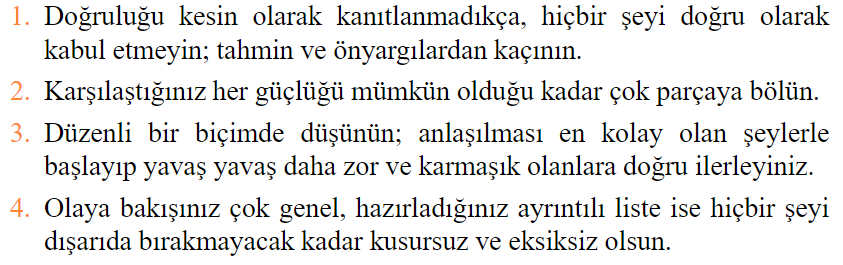 1. Doğruluğu kesin olarak kanıtlanmadıkça, hiçbir şeyi doğru olarak
kabul etmeyin; tahmin ve önyargılardan kaçının.
2. Karşılaştığınız her güçlüğü mümkün olduğu kadar çok parçaya bölün.
3. Düzenli bir biçimde düşünün; anlaşılması en kolay olan şeylerle
başlayıp yavaş yavaş daha zor ve karmaşık olanlara doğru ilerleyiniz.
4. Olaya bakışınız çok genel, hazırladığınız ayrıntılı liste ise hiçbir şeyi
dışarıda bırakmayacak kadar kusursuz ve eksiksiz olsun.